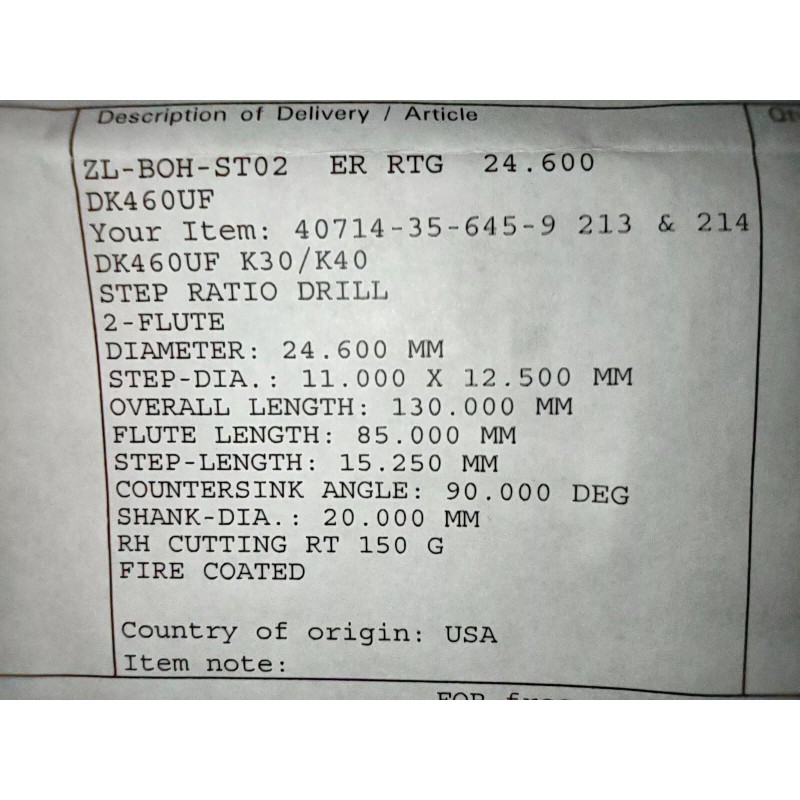 Description of Delivery / Article
ZL-BOH-ST02 ER RTG 24.600
DK460UF
Your Item: 40714-35-645-9 213 & 214
DK460UF K30/K40
STEP RATIO DRILL
2-FLUTE
DIAMETER: 24.600 MM
STEP-DIA.: 11.000 X 12.500 MM
OVERALL LENGTH: 130.000 MM
FLUTE LENGTH: 85.000 MM
STEP-LENGTH: 15.250 MM
COUNTERSINK ANGLE: 90.000 DEG
SHANK-DIA.: 20.000 MM
RH CUTTING RT 150 G
FIRE COATED
Country of origin: USA
Item note: